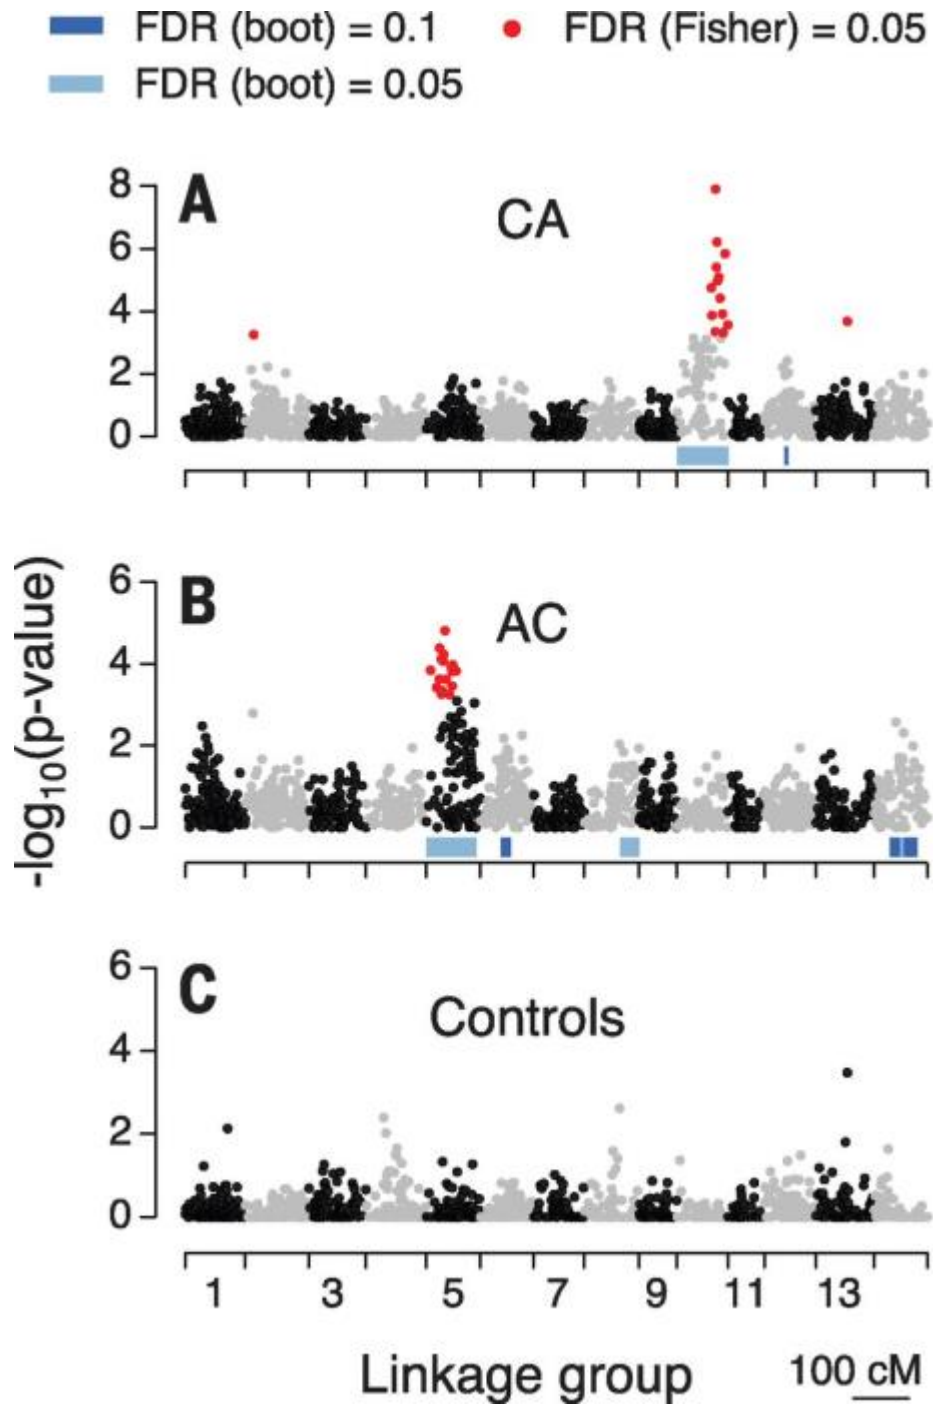 FDR (boot) = 0.1
FDR (Fisher) = 0.05
FDR (boot) = 0.05
A
CA
8
6
4
2
0
-log10(p-value)
B
AC
6
4
2
0
C
Controls
6
4
2
0
1 3 5 7 9 11 13
Linkage group
100 cM